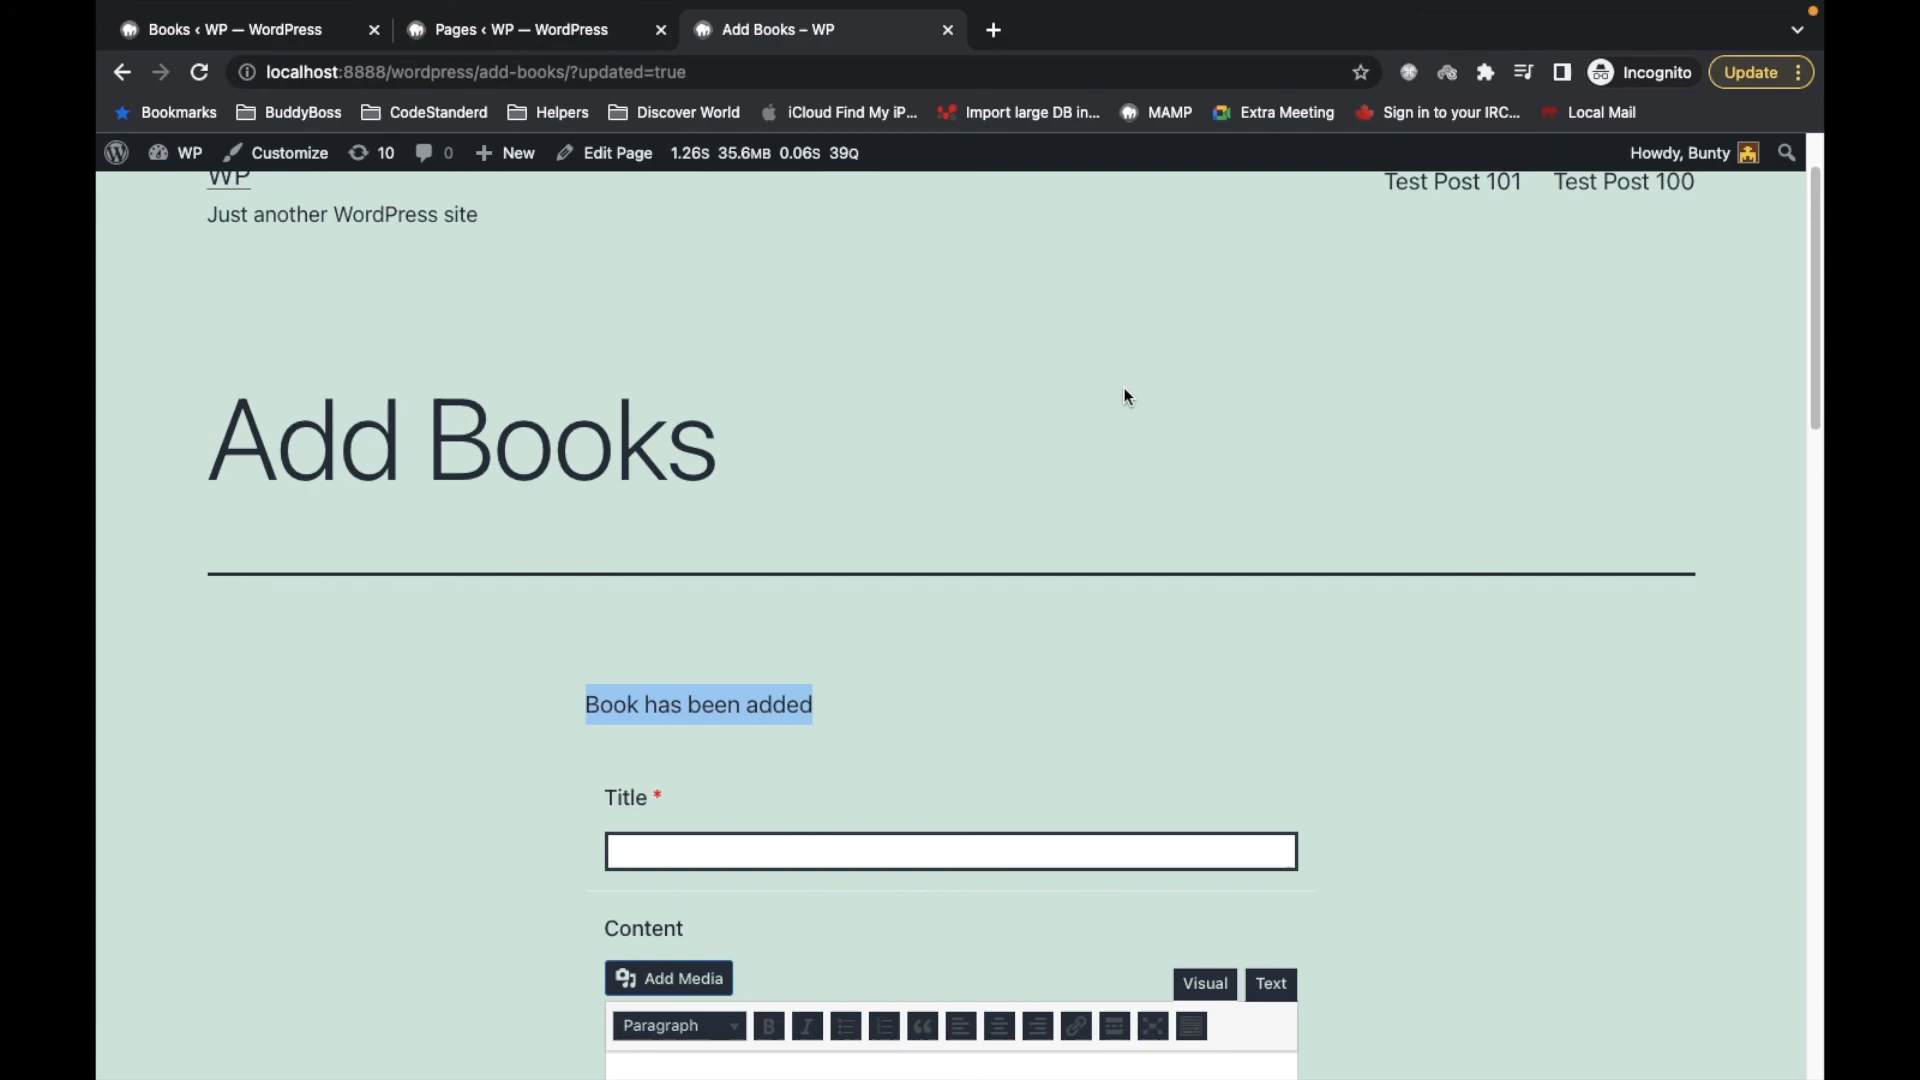 Books ‹ WP — WordPress
Pages ‹ WP — WordPress
Add Books – WP
localhost:8888/wordpress/add-books/?updated=true
Incognito
Update
Bookmarks
BuddyBoss
CodeStanderd
Helpers
Discover World
iCloud Find My iP...
Import large DB in...
MAMP
Extra Meeting
Sign in to your IRC...
Local Mail
WP
Customize
10
0
New
Edit Page
1.26s 35.6MB 0.06s 39Q
Howdy, Bunty
WP
Test Post 101
Test Post 100
Just another WordPress site
Add Books
Book has been added
Title *
Content
Add Media
Visual
Text
Paragraph
B
I